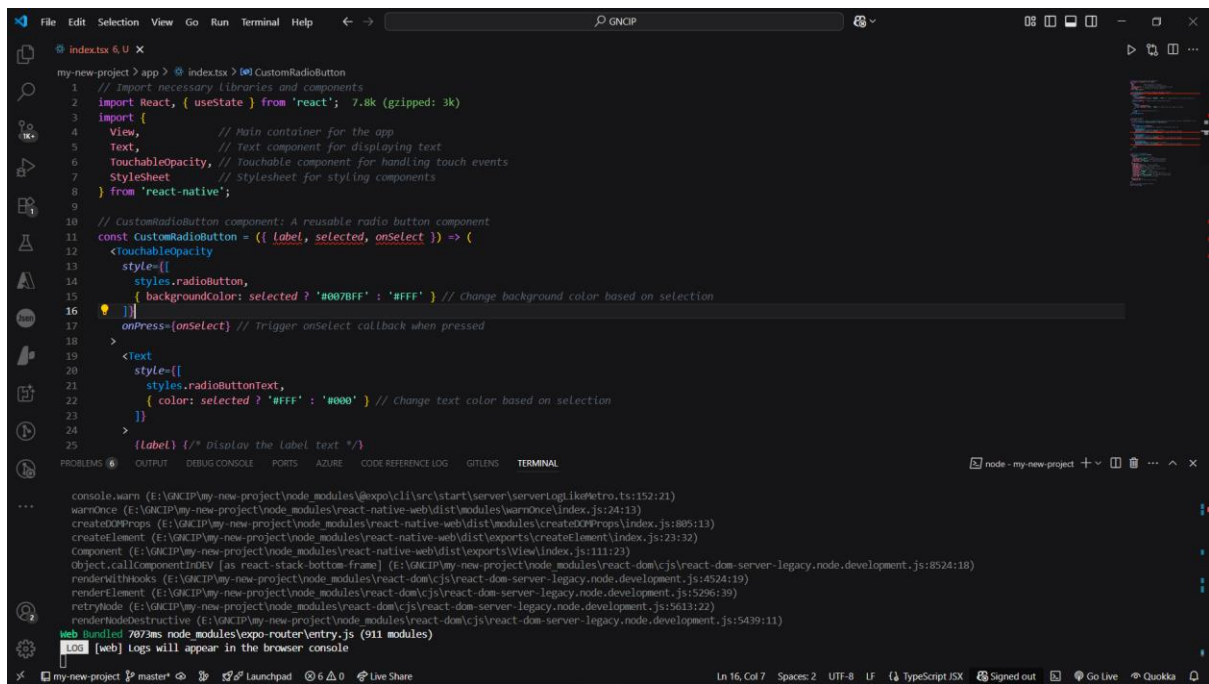 File Edit Selection View Go Run Terminal Help GNCIP
index.tsx 6, U
my-new-project > app > index.tsx > CustomRadioButton
1 // Import necessary libraries and components
2 import React, { useState } from 'react'; 7.8k (gzipped: 3k)
3 import {
4 View, // Main container for the app
5 Text, // Text component for displaying text
6 TouchableOpacity, // Touchable component for handling touch events
7 StyleSheet // Stylesheet for styling components
8 } from 'react-native';
9
10 // CustomRadioButton component: A reusable radio button component
11 const CustomRadioButton = ({ label, selected, onSelect }) => (
12 <TouchableOpacity
13 style={[
14 styles.radioButton,
15 { backgroundColor: selected ? '#007BFF' : '#FFF' } // Change background color based on selection
16 ]}
17 onPress={onSelect} // Trigger onSelect callback when pressed
18 >
19 <Text
20 style={[
21 styles.radioButtonText,
22 { color: selected ? '#FFF' : '#000' } // Change text color based on selection
23 ]}
24 >
25 {label} {/* Display the label text */}
1K+
1
Json
2
PROBLEMS 6 OUTPUT DEBUG CONSOLE PORTS AZURE CODE REFERENCE LOG GITLENS TERMINAL node - my-new-project
console.warn (E:\GNCIP\my-new-project\node_modules\@expo\cli\src\start\server\serverLogLikeMetro.ts:152:21)
warnOnce (E:\GNCIP\my-new-project\node_modules\react-native-web\dist\modules\warnOnce\index.js:24:13)
createDOMProps (E:\GNCIP\my-new-project\node_modules\react-native-web\dist\modules\createDOMProps\index.js:805:13)
createElement (E:\GNCIP\my-new-project\node_modules\react-native-web\dist\exports\createElement\index.js:23:32)
Component (E:\GNCIP\my-new-project\node_modules\react-native-web\dist\exports\View\index.js:111:23)
Object.callComponentInDEV [as react-stack-bottom-frame] (E:\GNCIP\my-new-project\node_modules\react-dom\cjs\react-dom-server-legacy.node.development.js:8524:18)
renderWithHooks (E:\GNCIP\my-new-project\node_modules\react-dom\cjs\react-dom-server-legacy.node.development.js:4524:19)
renderElement (E:\GNCIP\my-new-project\node_modules\react-dom\cjs\react-dom-server-legacy.node.development.js:5296:39)
retryNode (E:\GNCIP\my-new-project\node_modules\react-dom\cjs\react-dom-server-legacy.node.development.js:5613:22)
renderNodeDestructive (E:\GNCIP\my-new-project\node_modules\react-dom\cjs\react-dom-server-legacy.node.development.js:5439:11)
Web Bundled 7073ms node_modules\expo-router\entry.js (911 modules)
LOG [web] Logs will appear in the browser console
my-new-project master* Launchpad 6 0 Live Share Ln 16, Col 7 Spaces: 2 UTF-8 LF TypeScript JSX Signed out Go Live Quokka